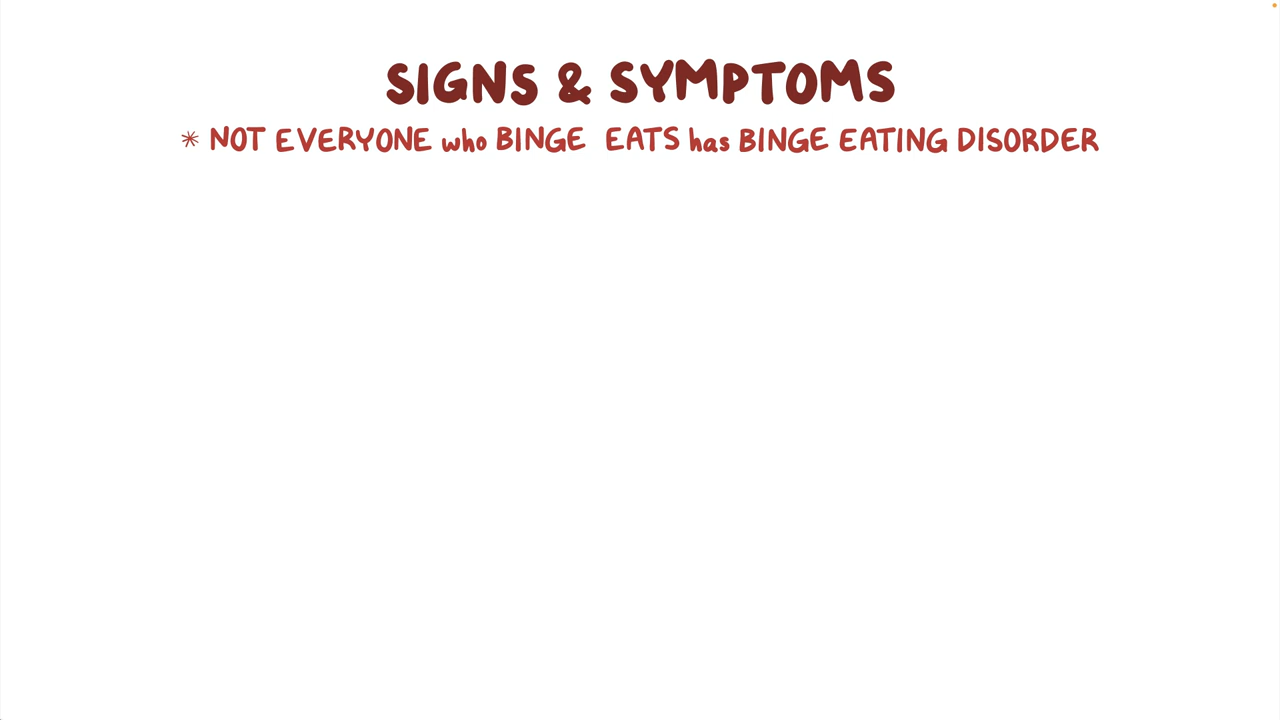 SIGNS & SYMPTOMS
* NOT EVERYONE who BINGE EATS has BINGE EATING DISORDER